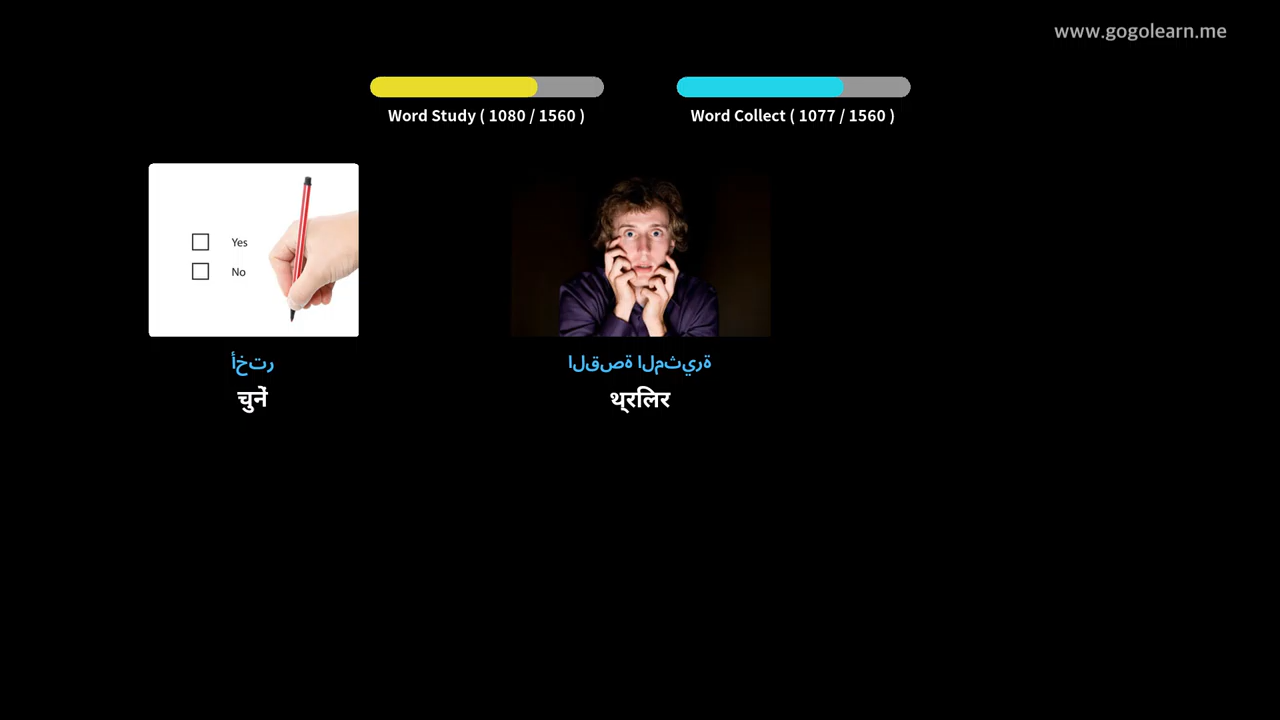 www.gogolearn.me
Word Study ( 1080 / 1560 )
Word Collect ( 1077 / 1560 )
Yes
No
أختر
चुनें
القصة المثيرة
थ्रलिर